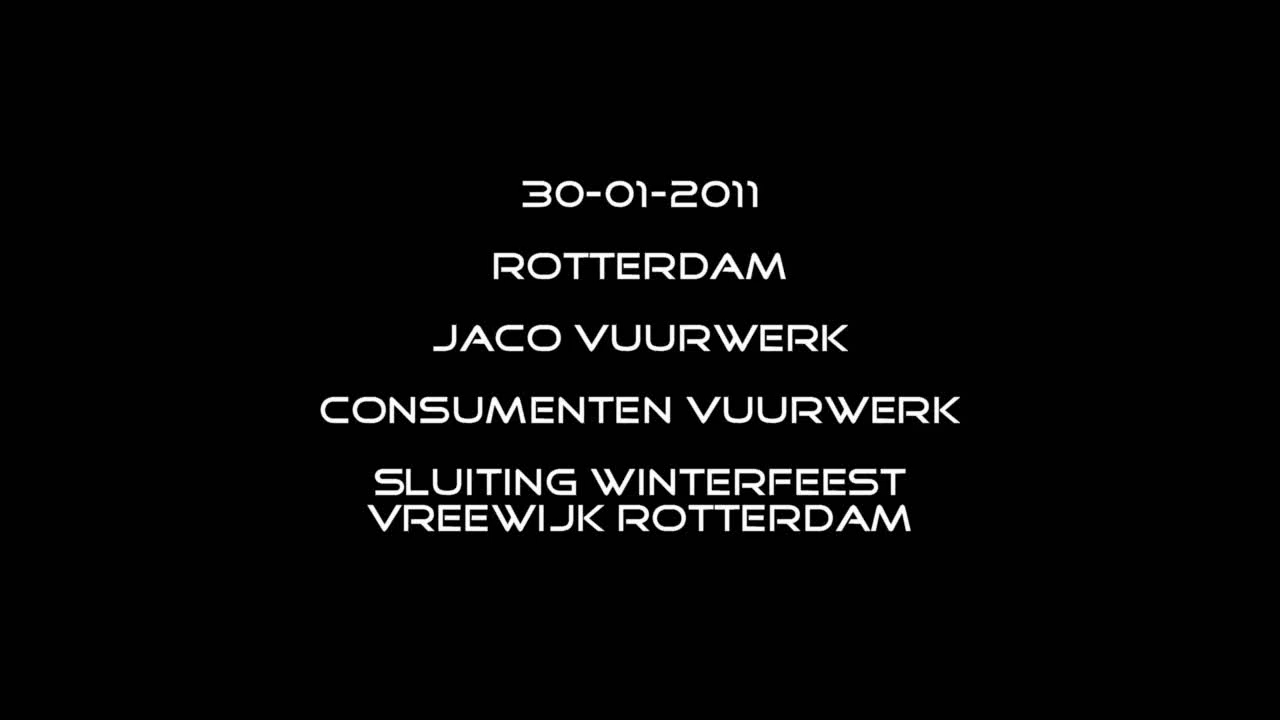 30-01-2011
ROTTERDAM
JACO VUURWERK
CONSUMENTEN VUURWERK
SLUITING WINTERFEEST
VREEWIJK ROTTERDAM